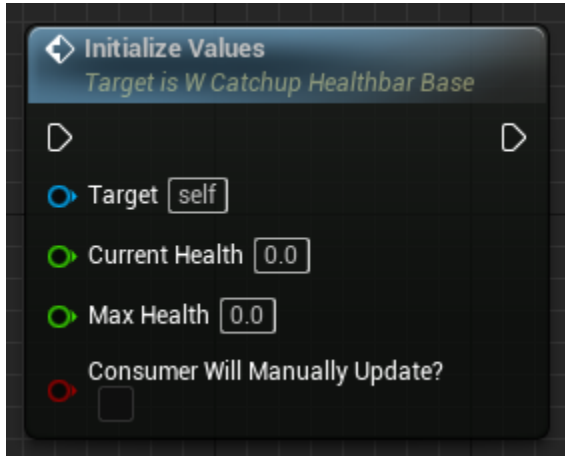 Initialize Values
Target is W Catchup Healthbar Base
Target self
Current Health 0.0
Max Health 0.0
Consumer Will Manually Update?